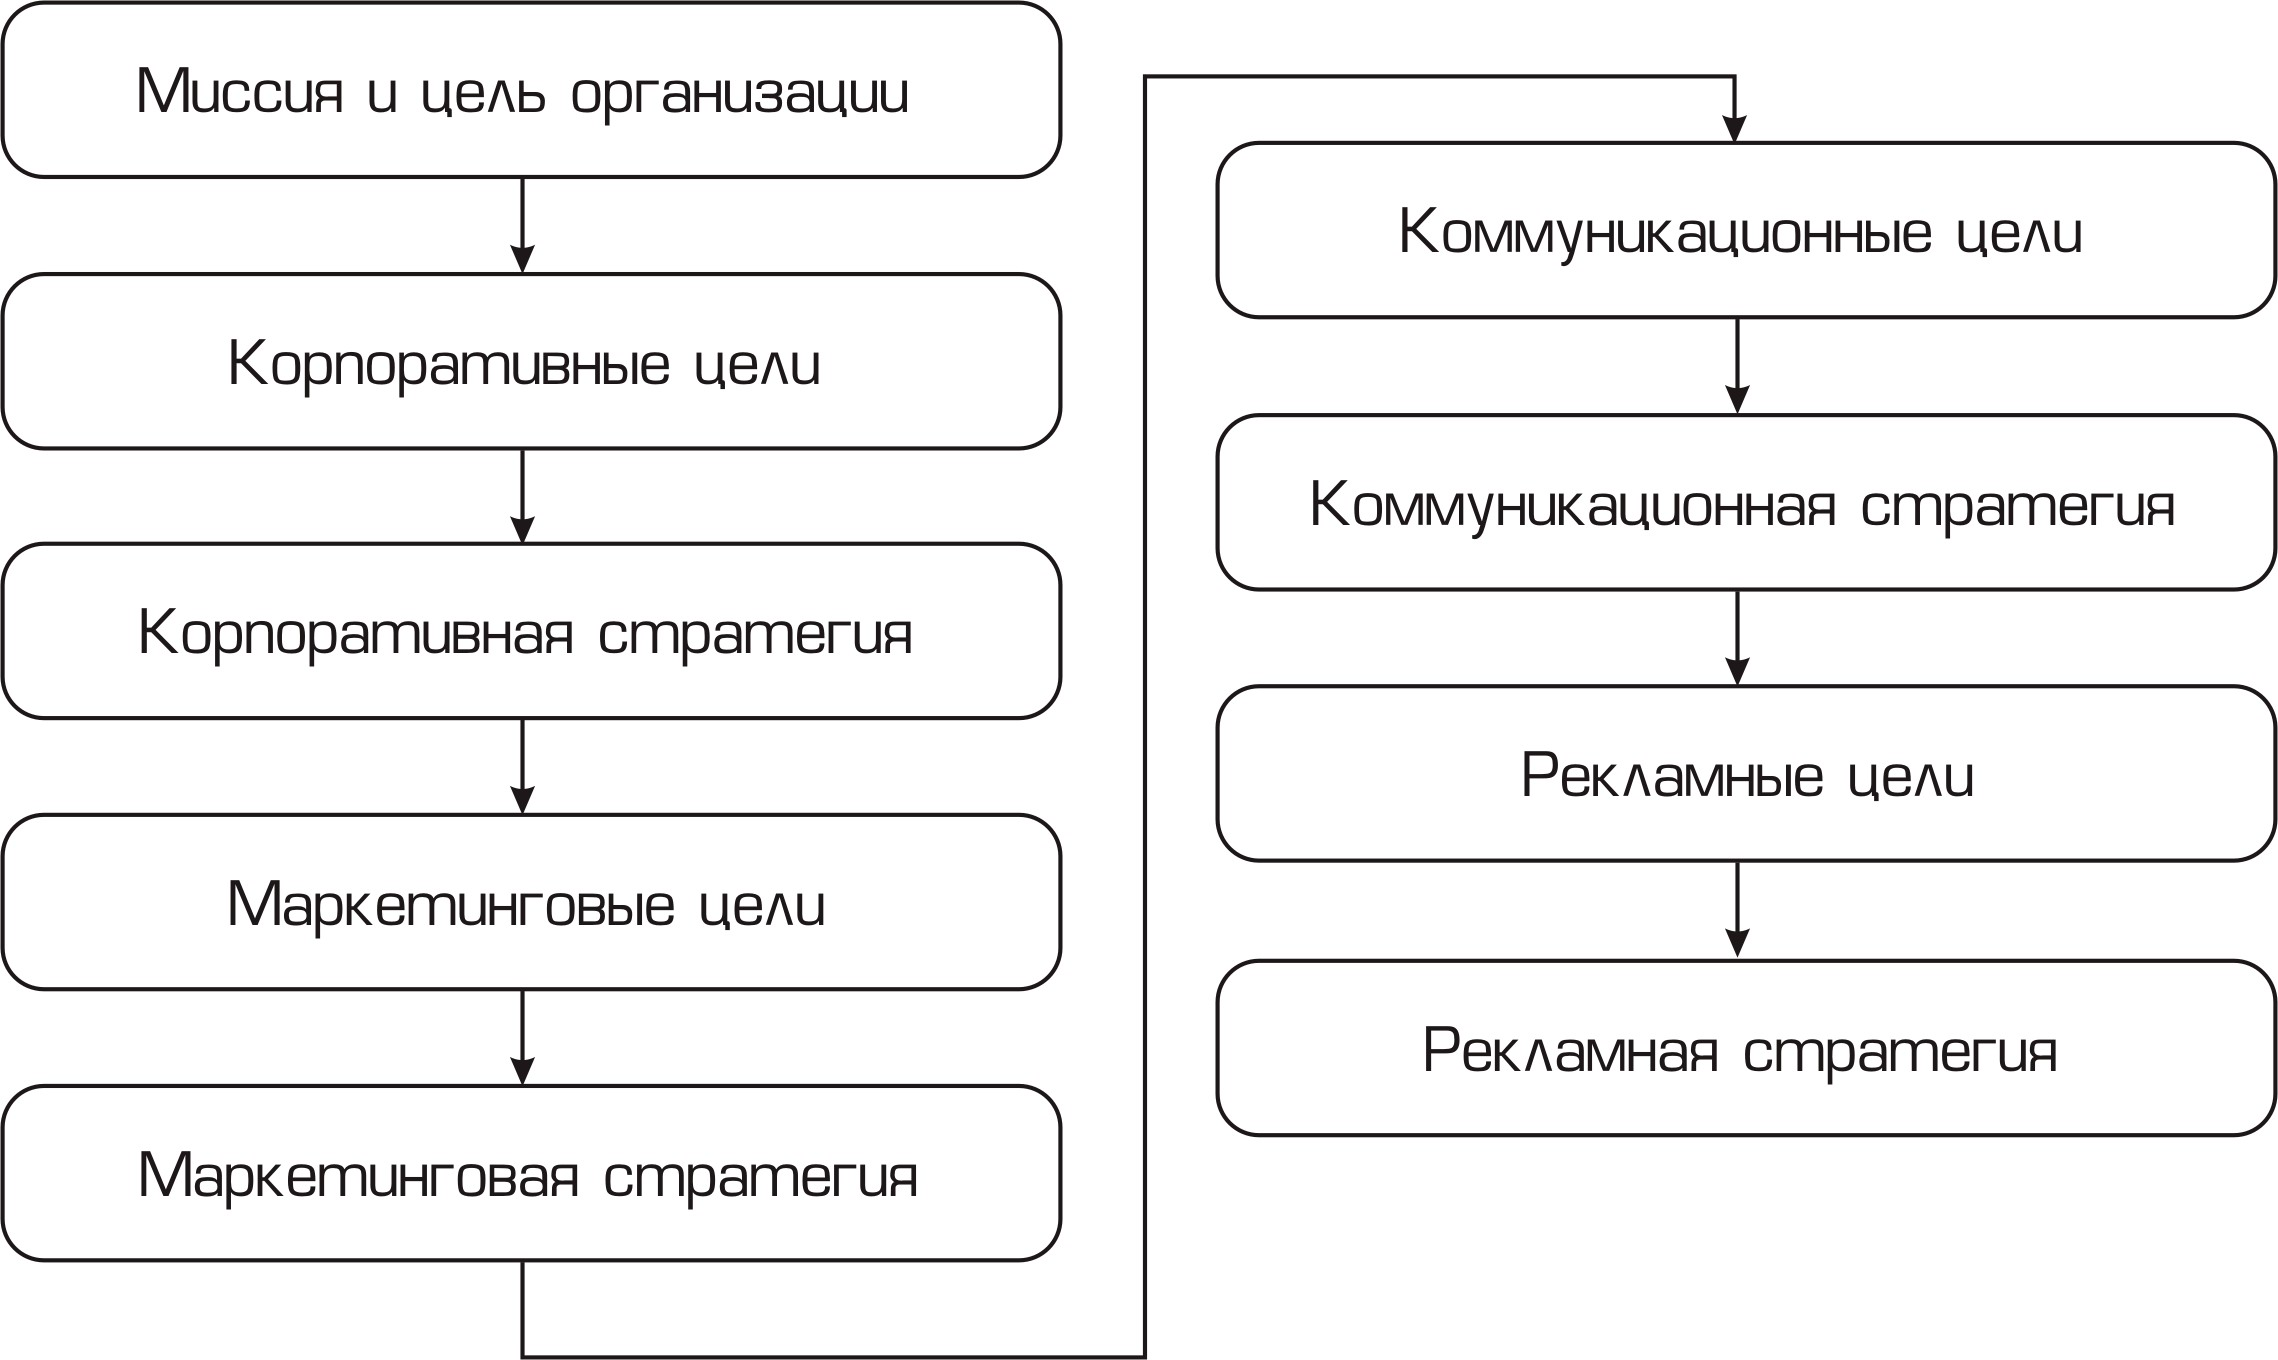 Миссия и цель организации
Корпоративные цели
Корпоративная стратегия
Маркетинговые цели
Маркетинговая стратегия
Коммуникационные цели
Коммуникационная стратегия
Рекламные цели
Рекламная стратегия